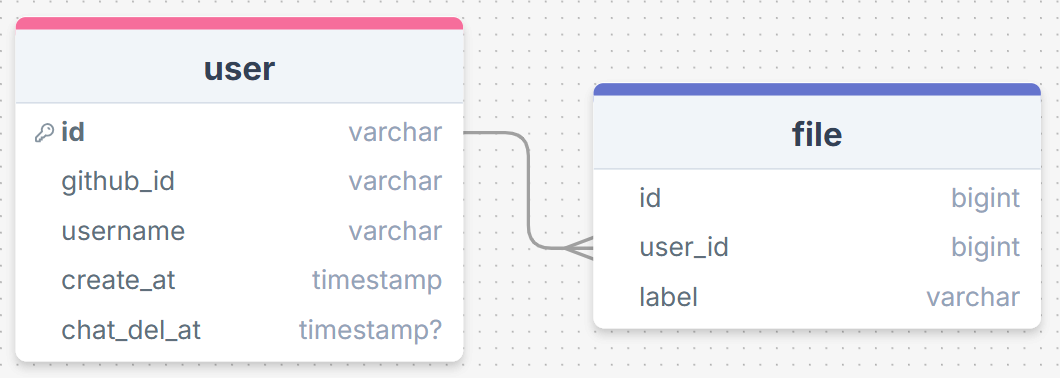 user
id varchar
github_id varchar
username varchar
create_at timestamp
chat_del_at timestamp?
file
id bigint
user_id bigint
label varchar